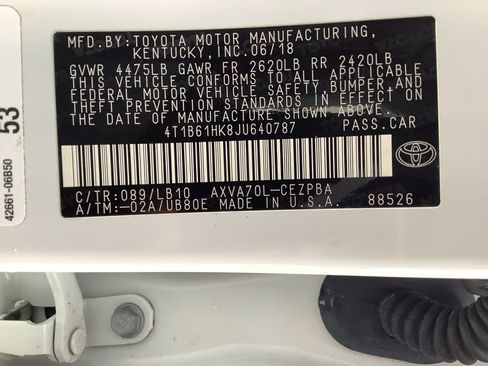 MFD. BY: TOYOTA MOTOR MANUFACTURING,
KENTUCKY, INC. 06/18
GVWR 4475LB GAWR FR 2620LB RR 2420LB
THIS VEHICLE CONFORMS TO ALL APPLICABLE
FEDERAL MOTOR VEHICLE SAFETY, BUMPER AND
THEFT PREVENTION STANDARDS IN EFFECT ON
THE DATE OF MANUFACTURE SHOWN ABOVE.
4T1B61HK8JU640787 PASS.CAR
C/TR: 089/LB10 AXVA70L-CEZPBA
A/TM: -02A/UB80E MADE IN U.S.A. 88526
TOYOTA
53
42661-06B50